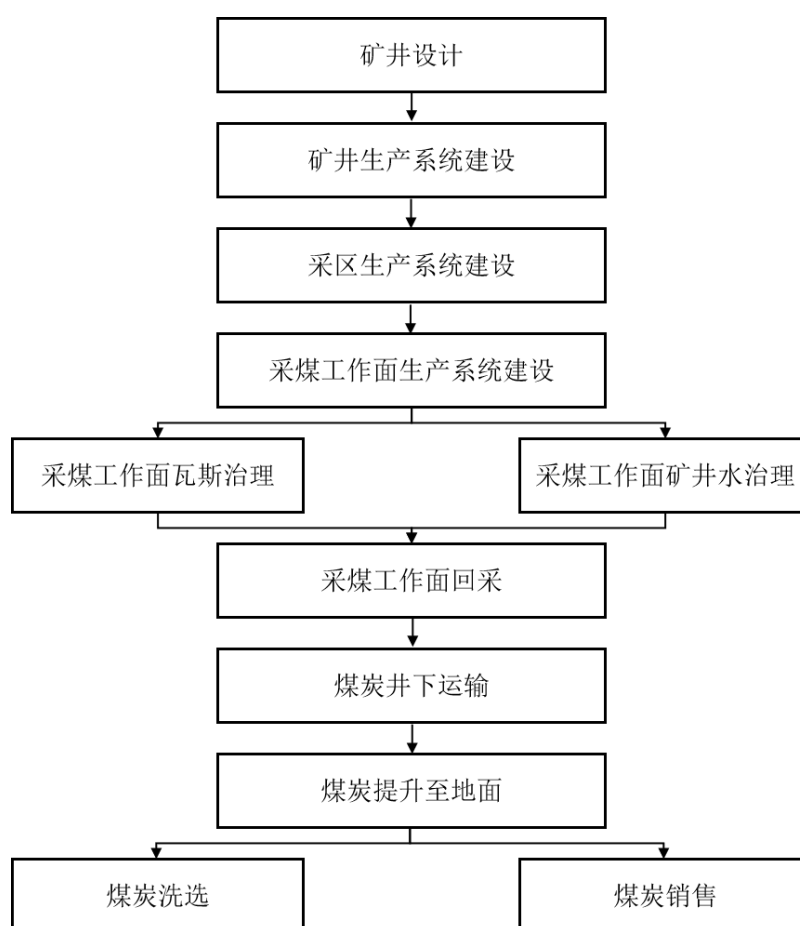 矿井设计
矿井生产系统建设
采区生产系统建设
采煤工作面生产系统建设
采煤工作面瓦斯治理
采煤工作面矿井水治理
采煤工作面回采
煤炭井下运输
煤炭提升至地面
煤炭洗选
煤炭销售